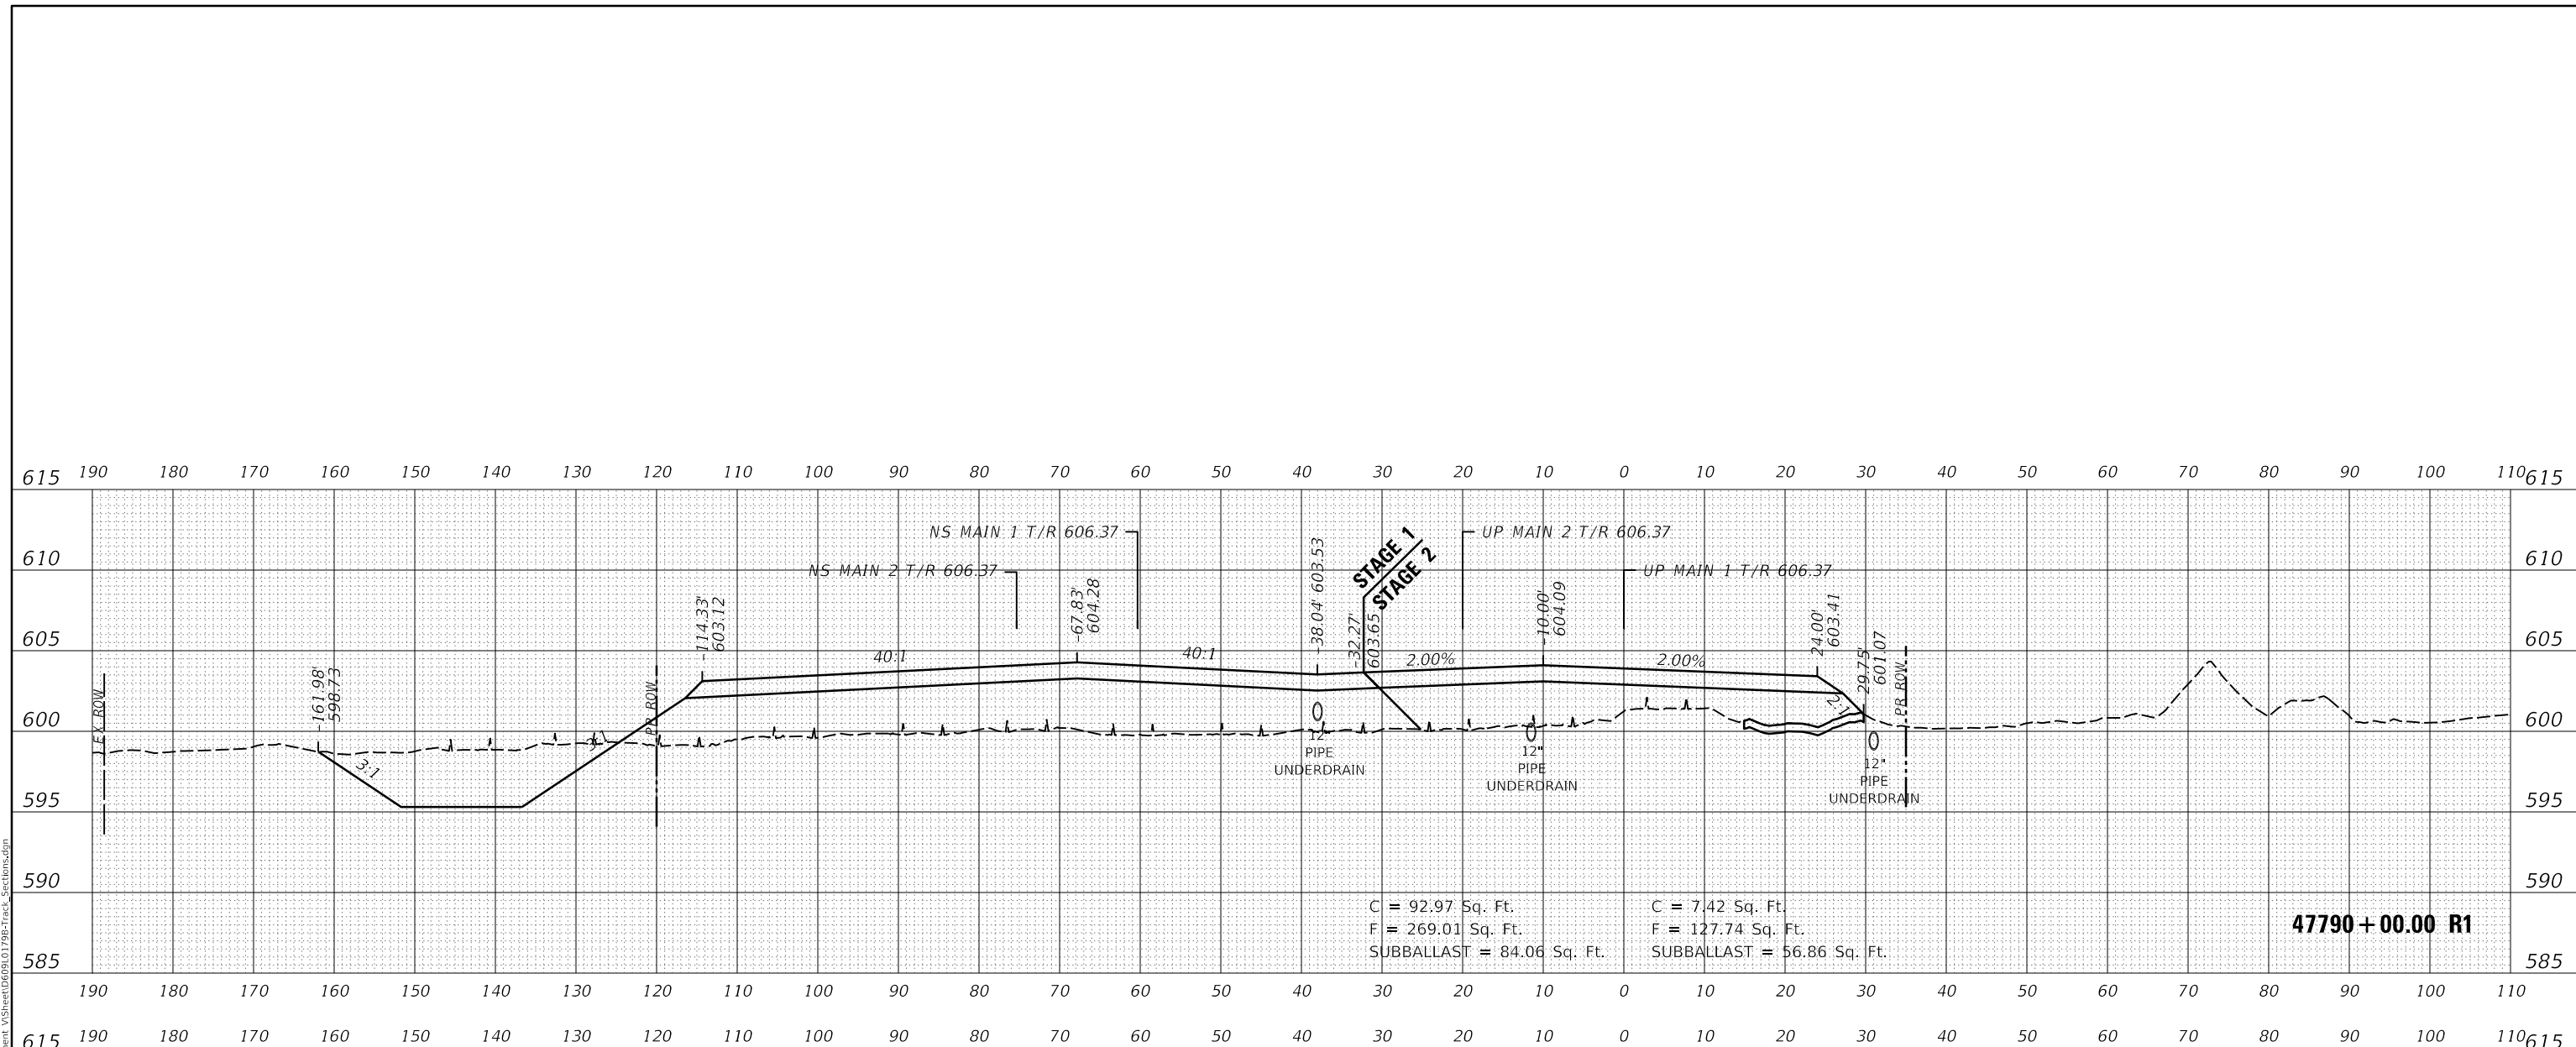 190 180 170 160 150 140 130 120 110 100 90 80 70 60 50 40 30 20 10 0 10 20 30 40 50 60 70 80 90 100 110
615 615
NS MAIN 1 T/R 606.37
UP MAIN 2 T/R 606.37
STAGE 1
STAGE 2
610 610
NS MAIN 2 T/R 606.37
UP MAIN 1 T/R 606.37
-161.98'
598.73
-114.33'
603.12
-67.83'
604.28
-38.04' 603.53
-32.27'
603.65
-10.00'
604.09
24.00'
603.41
29.75'
601.07
605 605
40:1
40:1
2.00%
2.00%
EX ROW
PR ROW
PR ROW
600 600
3:1
3:1
2:1
12"
PIPE
UNDERDRAIN
12"
PIPE
UNDERDRAIN
12"
PIPE
UNDERDRAIN
595 595
590 590
C = 92.97 Sq. Ft.
F = 269.01 Sq. Ft.
SUBBALLAST = 84.06 Sq. Ft.
C = 7.42 Sq. Ft.
F = 127.74 Sq. Ft.
SUBBALLAST = 56.86 Sq. Ft.
47790+00.00 R1
585 585
190 180 170 160 150 140 130 120 110 100 90 80 70 60 50 40 30 20 10 0 10 20 30 40 50 60 70 80 90 100 110
190 180 170 160 150 140 130 120 110 100 90 80 70 60 50 40 30 20 10 0 10 20 30 40 50 60 70 80 90 100 110
615 615
V\Sheet\D609L0179B-Track_Sections.dgn